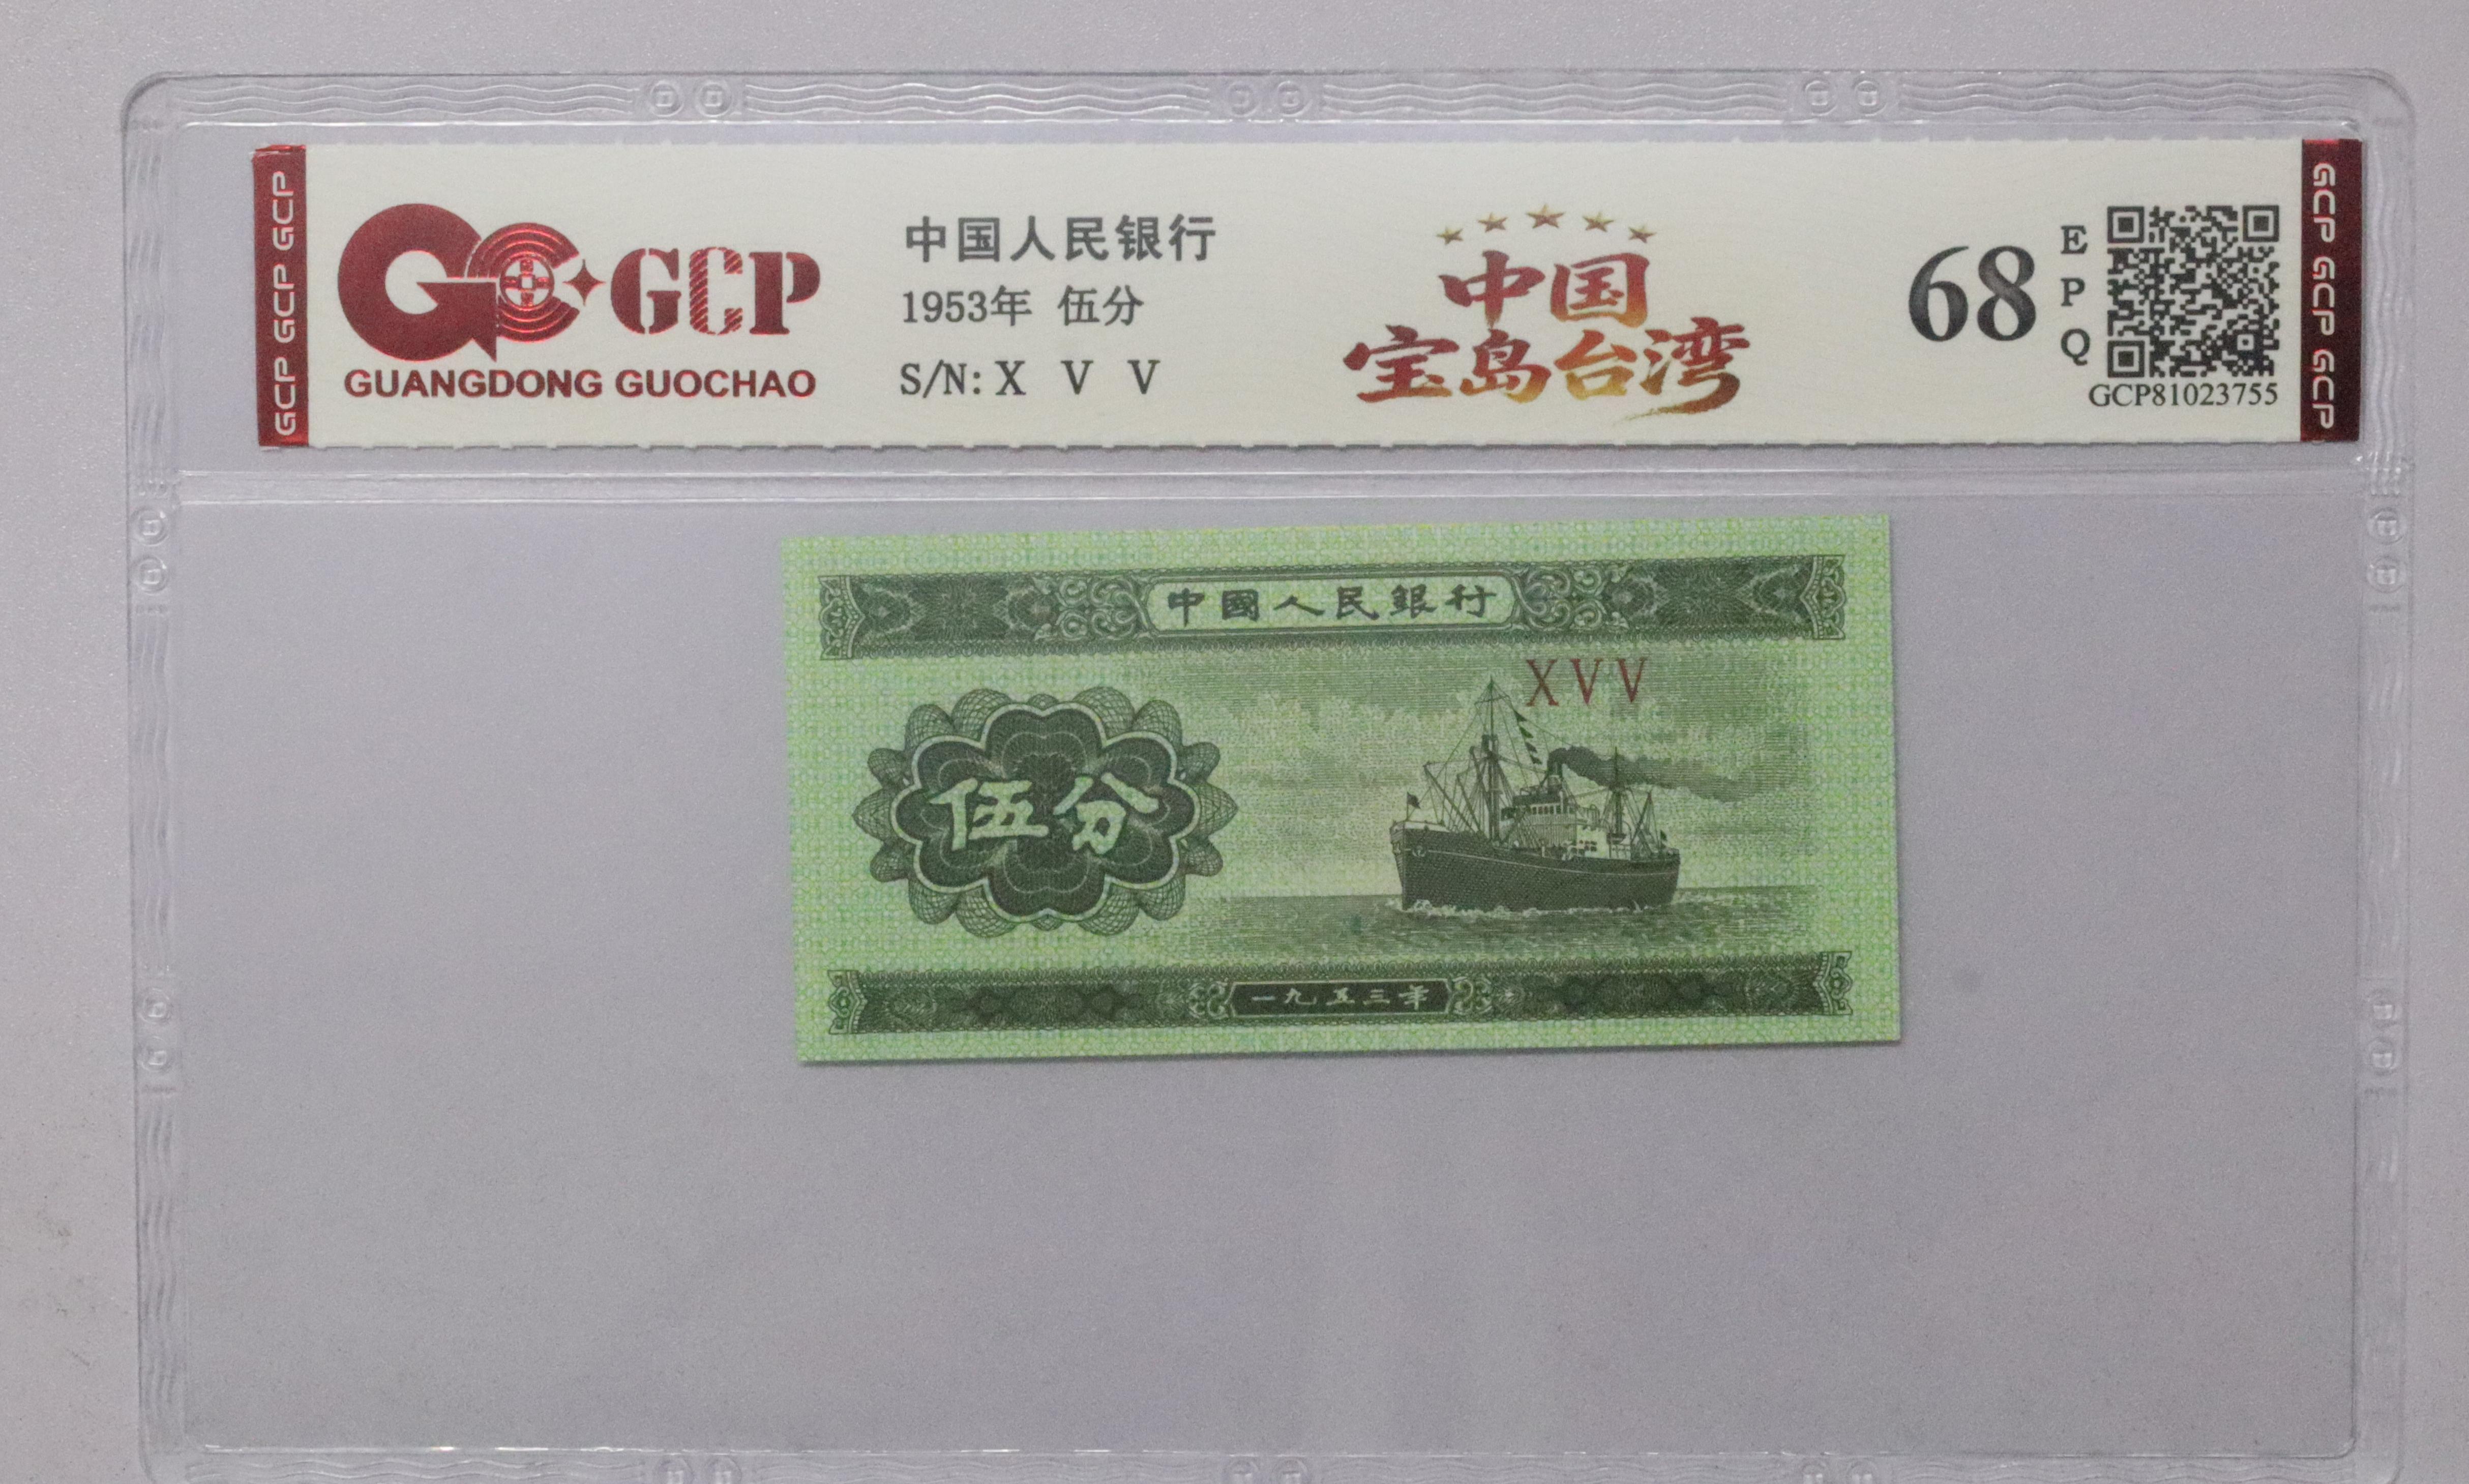 GCP GCP GCP
GCP
GUANGDONG GUOCHAO
中国人民银行
1953年 伍分
S/N: X V V
中国
宝岛台湾
68
E
P
Q
GCP81023755
GCP GCP GCP
中國人民銀行
XVV
伍分
一九五三年